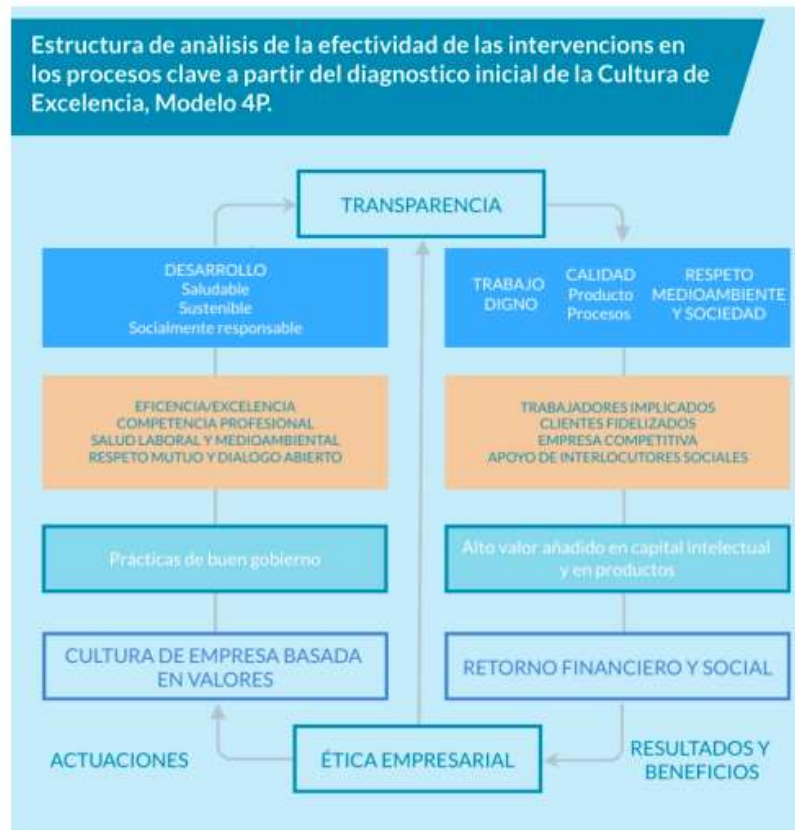 Estructura de anàlisis de la efectividad de las intervencions en
los procesos clave a partir del diagnostico inicial de la Cultura de
Excelencia, Modelo 4P.
TRANSPARENCIA
DESARROLLO
Saludable
Sustenible
Socialmente responsable
TRABAJO
DIGNO
CALIDAD
Producto
Procesos
RESPETO
MEDIOAMBIENTE
Y SOCIEDAD
EFICENCIA/EXCELENCIA
COMPETENCIA PROFESIONAL
SALUD LABORAL Y MEDIOAMBIENTAL
RESPETO MUTUO Y DIALOGO ABIERTO
TRABAJADORES IMPLICADOS
CLIENTES FIDELIZADOS
EMPRESA COMPETITIVA
APOYO DE INTERLOCUTORES SOCIALES
Prácticas de buen gobierno
Alto valor añadido en capital intelectual
y en productos
CULTURA DE EMPRESA BASADA
EN VALORES
RETORNO FINANCIERO Y SOCIAL
ACTUACIONES
ÉTICA EMPRESARIAL
RESULTADOS Y
BENEFICIOS